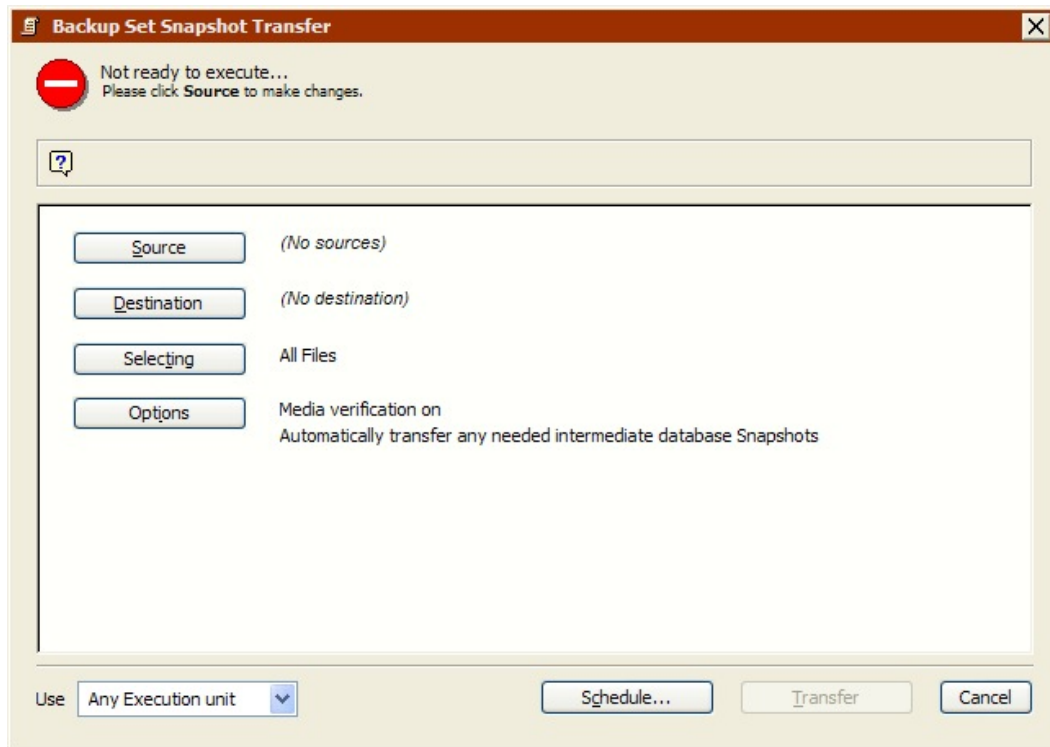 Backup Set Snapshot Transfer
Not ready to execute...
Please click Source to make changes.
Source (No sources)
Destination (No destination)
Selecting All Files
Options Media verification on
Automatically transfer any needed intermediate database Snapshots
Use Any Execution unit Schedule... Transfer Cancel